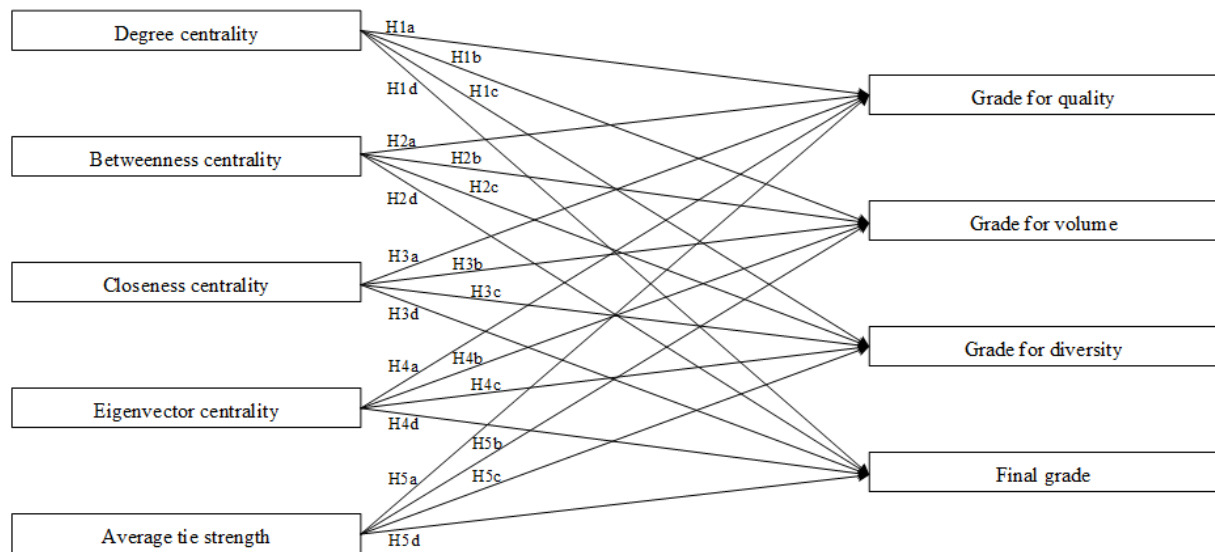 Degree centrality
H1a
H1b
H1c
H1d
Grade for quality
Betweenness centrality
H2a
H2b
H2c
H2d
Grade for volume
Closeness centrality
H3a
H3b
H3c
H3d
Grade for diversity
Eigenvector centrality
H4a
H4b
H4c
H4d
Final grade
Average tie strength
H5a
H5b
H5c
H5d